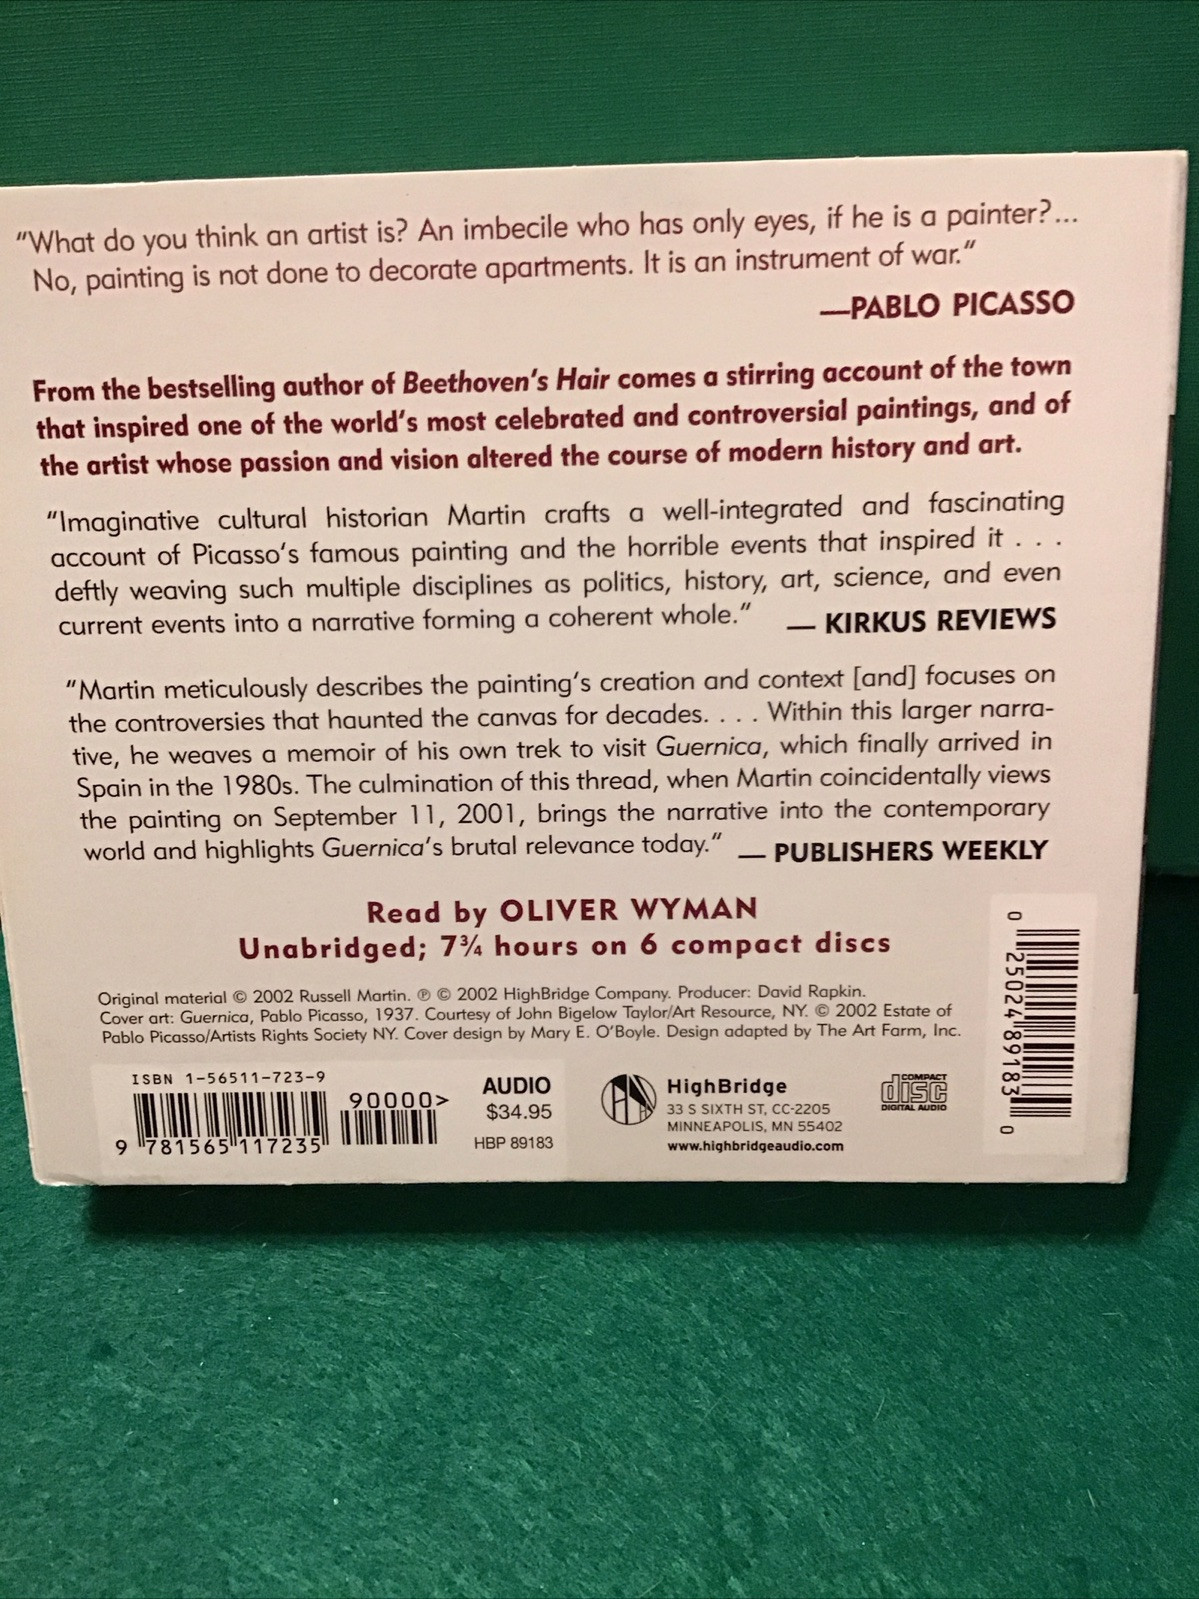 “What do you think an artist is? An imbecile who has only eyes, if he is a painter?...
No, painting is not done to decorate apartments. It is an instrument of war.”
—PABLO PICASSO
From the bestselling author of Beethoven's Hair comes a stirring account of the town
that inspired one of the world's most celebrated and controversial paintings, and of
the artist whose passion and vision altered the course of modern history and art.
“Imaginative cultural historian Martin crafts a well-integrated and fascinating
account of Picasso's famous painting and the horrible events that inspired it . . .
deftly weaving such multiple disciplines as politics, history, art, science, and even
current events into a narrative forming a coherent whole.” — KIRKUS REVIEWS
“Martin meticulously describes the painting's creation and context [and] focuses on
the controversies that haunted the canvas for decades. . . . Within this larger narra-
tive, he weaves a memoir of his own trek to visit Guernica, which finally arrived in
Spain in the 1980s. The culmination of this thread, when Martin coincidentally views
the painting on September 11, 2001, brings the narrative into the contemporary
world and highlights Guernica's brutal relevance today.” — PUBLISHERS WEEKLY
Read by OLIVER WYMAN
Unabridged; 7¾ hours on 6 compact discs
Original material © 2002 Russell Martin. ℗ © 2002 HighBridge Company. Producer: David Rapkin.
Cover art: Guernica, Pablo Picasso, 1937. Courtesy of John Bigelow Taylor/Art Resource, NY. © 2002 Estate of
Pablo Picasso/Artists Rights Society NY. Cover design by Mary E. O'Boyle. Design adapted by The Art Farm, Inc.
ISBN 1-56511-723-9
90000>
9 781565 117235
AUDIO
$34.95
HBP 89183
HighBridge
33 S SIXTH ST, CC-2205
MINNEAPOLIS, MN 55402
www.highbridgeaudio.com
COMPACT
disc
DIGITAL AUDIO
0 25024 89183 0